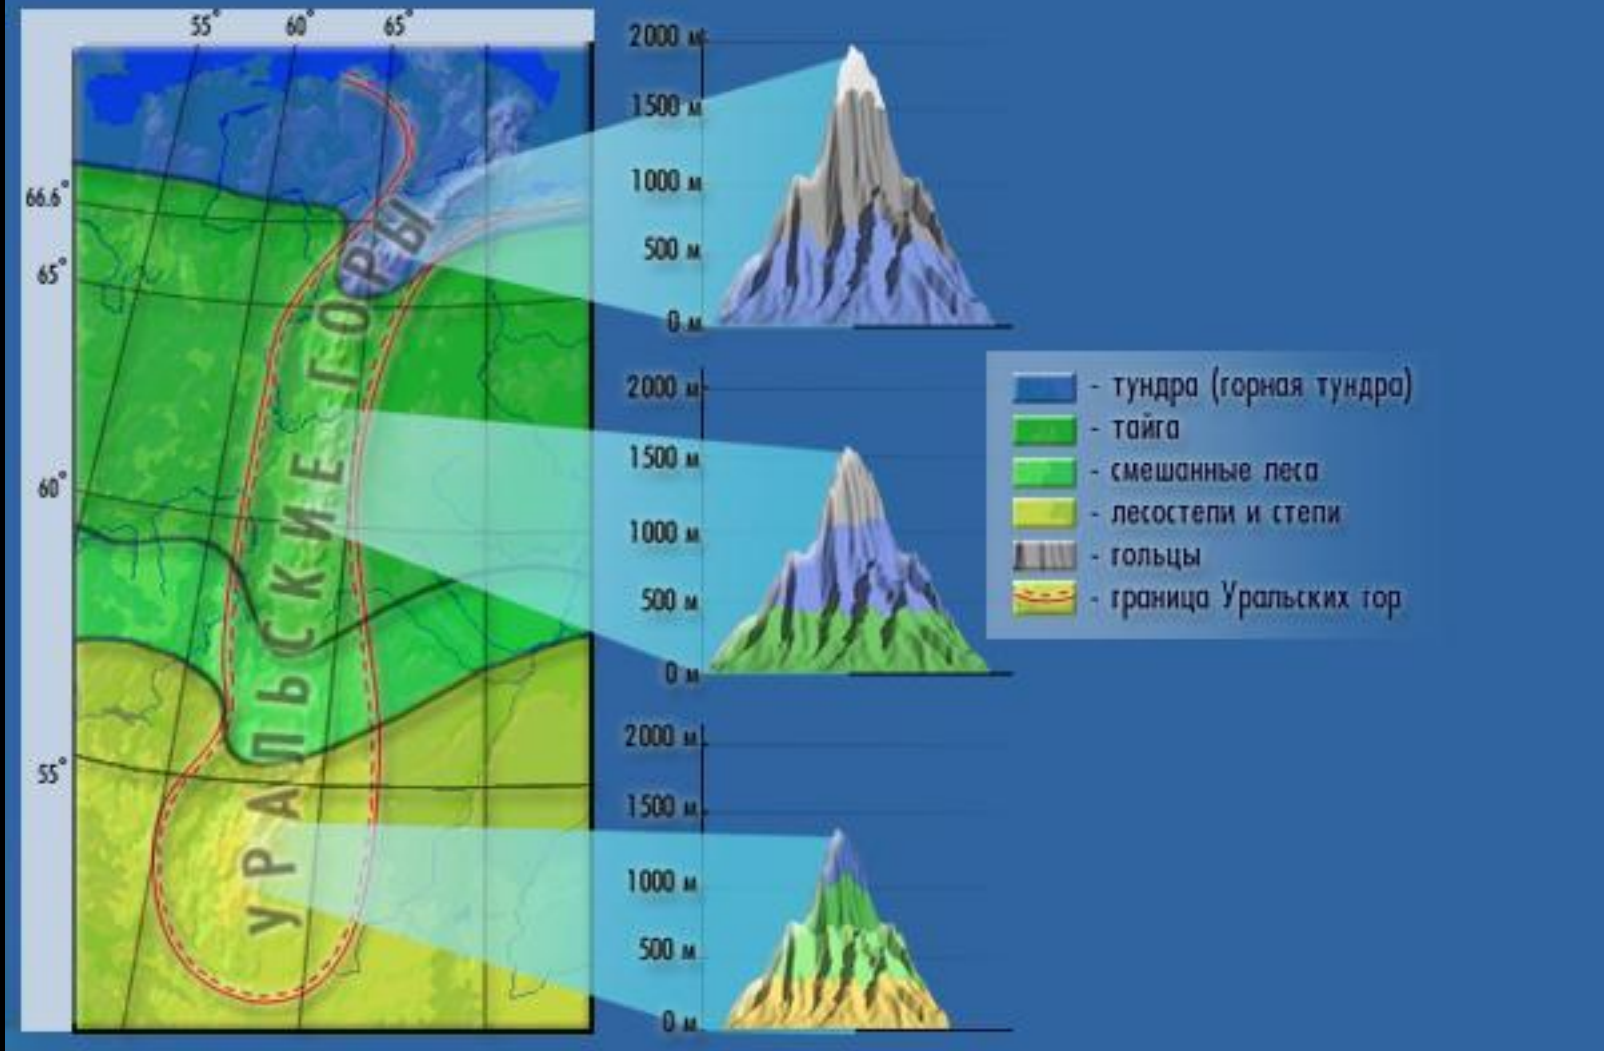 55° 60° 65°
66.6°
65°
60°
55°
УРАЛЬСКИЕ ГОРЫ
2000 м
1500 м
1000 м
500 м
0 м
2000 м
1500 м
1000 м
500 м
0 м
2000 м
1500 м
1000 м
500 м
0 м
- тундра (горная тундра)
- тайга
- смешанные леса
- лесостепи и степи
- гольцы
- граница Уральских гор